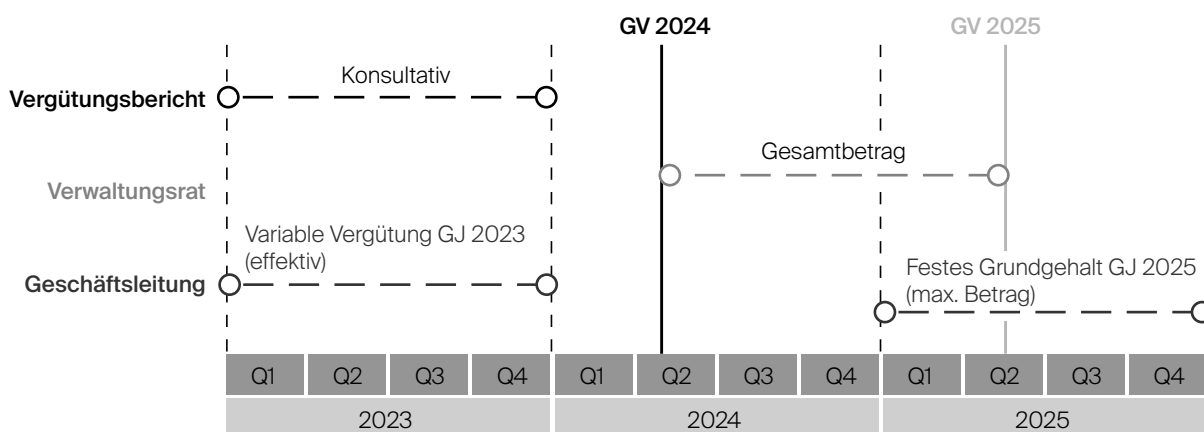 GV 2024
GV 2025
Konsultativ
Vergütungsbericht
Gesamtbetrag
Verwaltungsrat
Variable Vergütung GJ 2023
(effektiv)
Geschäftsleitung
Festes Grundgehalt GJ 2025
(max. Betrag)
Q1 Q2 Q3 Q4 Q1 Q2 Q3 Q4 Q1 Q2 Q3 Q4
2023 2024 2025